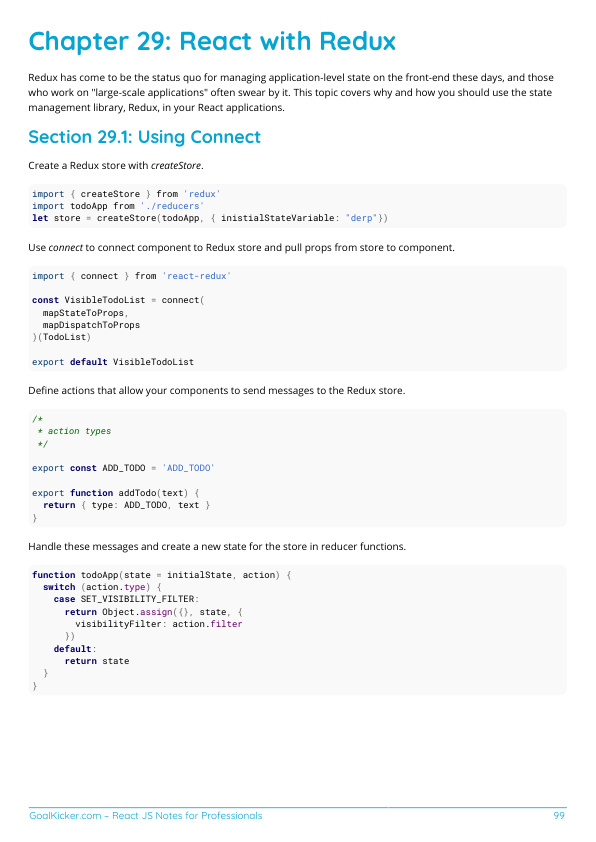 Chapter 29: React with Redux
Redux has come to be the status quo for managing application-level state on the front-end these days, and those
who work on "large-scale applications" often swear by it. This topic covers why and how you should use the state
management library, Redux, in your React applications.
Section 29.1: Using Connect
Create a Redux store with createStore.
import { createStore } from 'redux'
import todoApp from './reducers'
let store = createStore(todoApp, { inistialStateVariable: "derp"})
Use connect to connect component to Redux store and pull props from store to component.
import { connect } from 'react-redux'
const VisibleTodoList = connect(
  mapStateToProps,
  mapDispatchToProps
)(TodoList)
export default VisibleTodoList
Define actions that allow your components to send messages to the Redux store.
/*
 * action types
 */
export const ADD_TODO = 'ADD_TODO'
export function addTodo(text) {
  return { type: ADD_TODO, text }
}
Handle these messages and create a new state for the store in reducer functions.
function todoApp(state = initialState, action) {
  switch (action.type) {
    case SET_VISIBILITY_FILTER:
      return Object.assign({}, state, {
        visibilityFilter: action.filter
      })
    default:
      return state
  }
}
GoalKicker.com – React JS Notes for Professionals
99